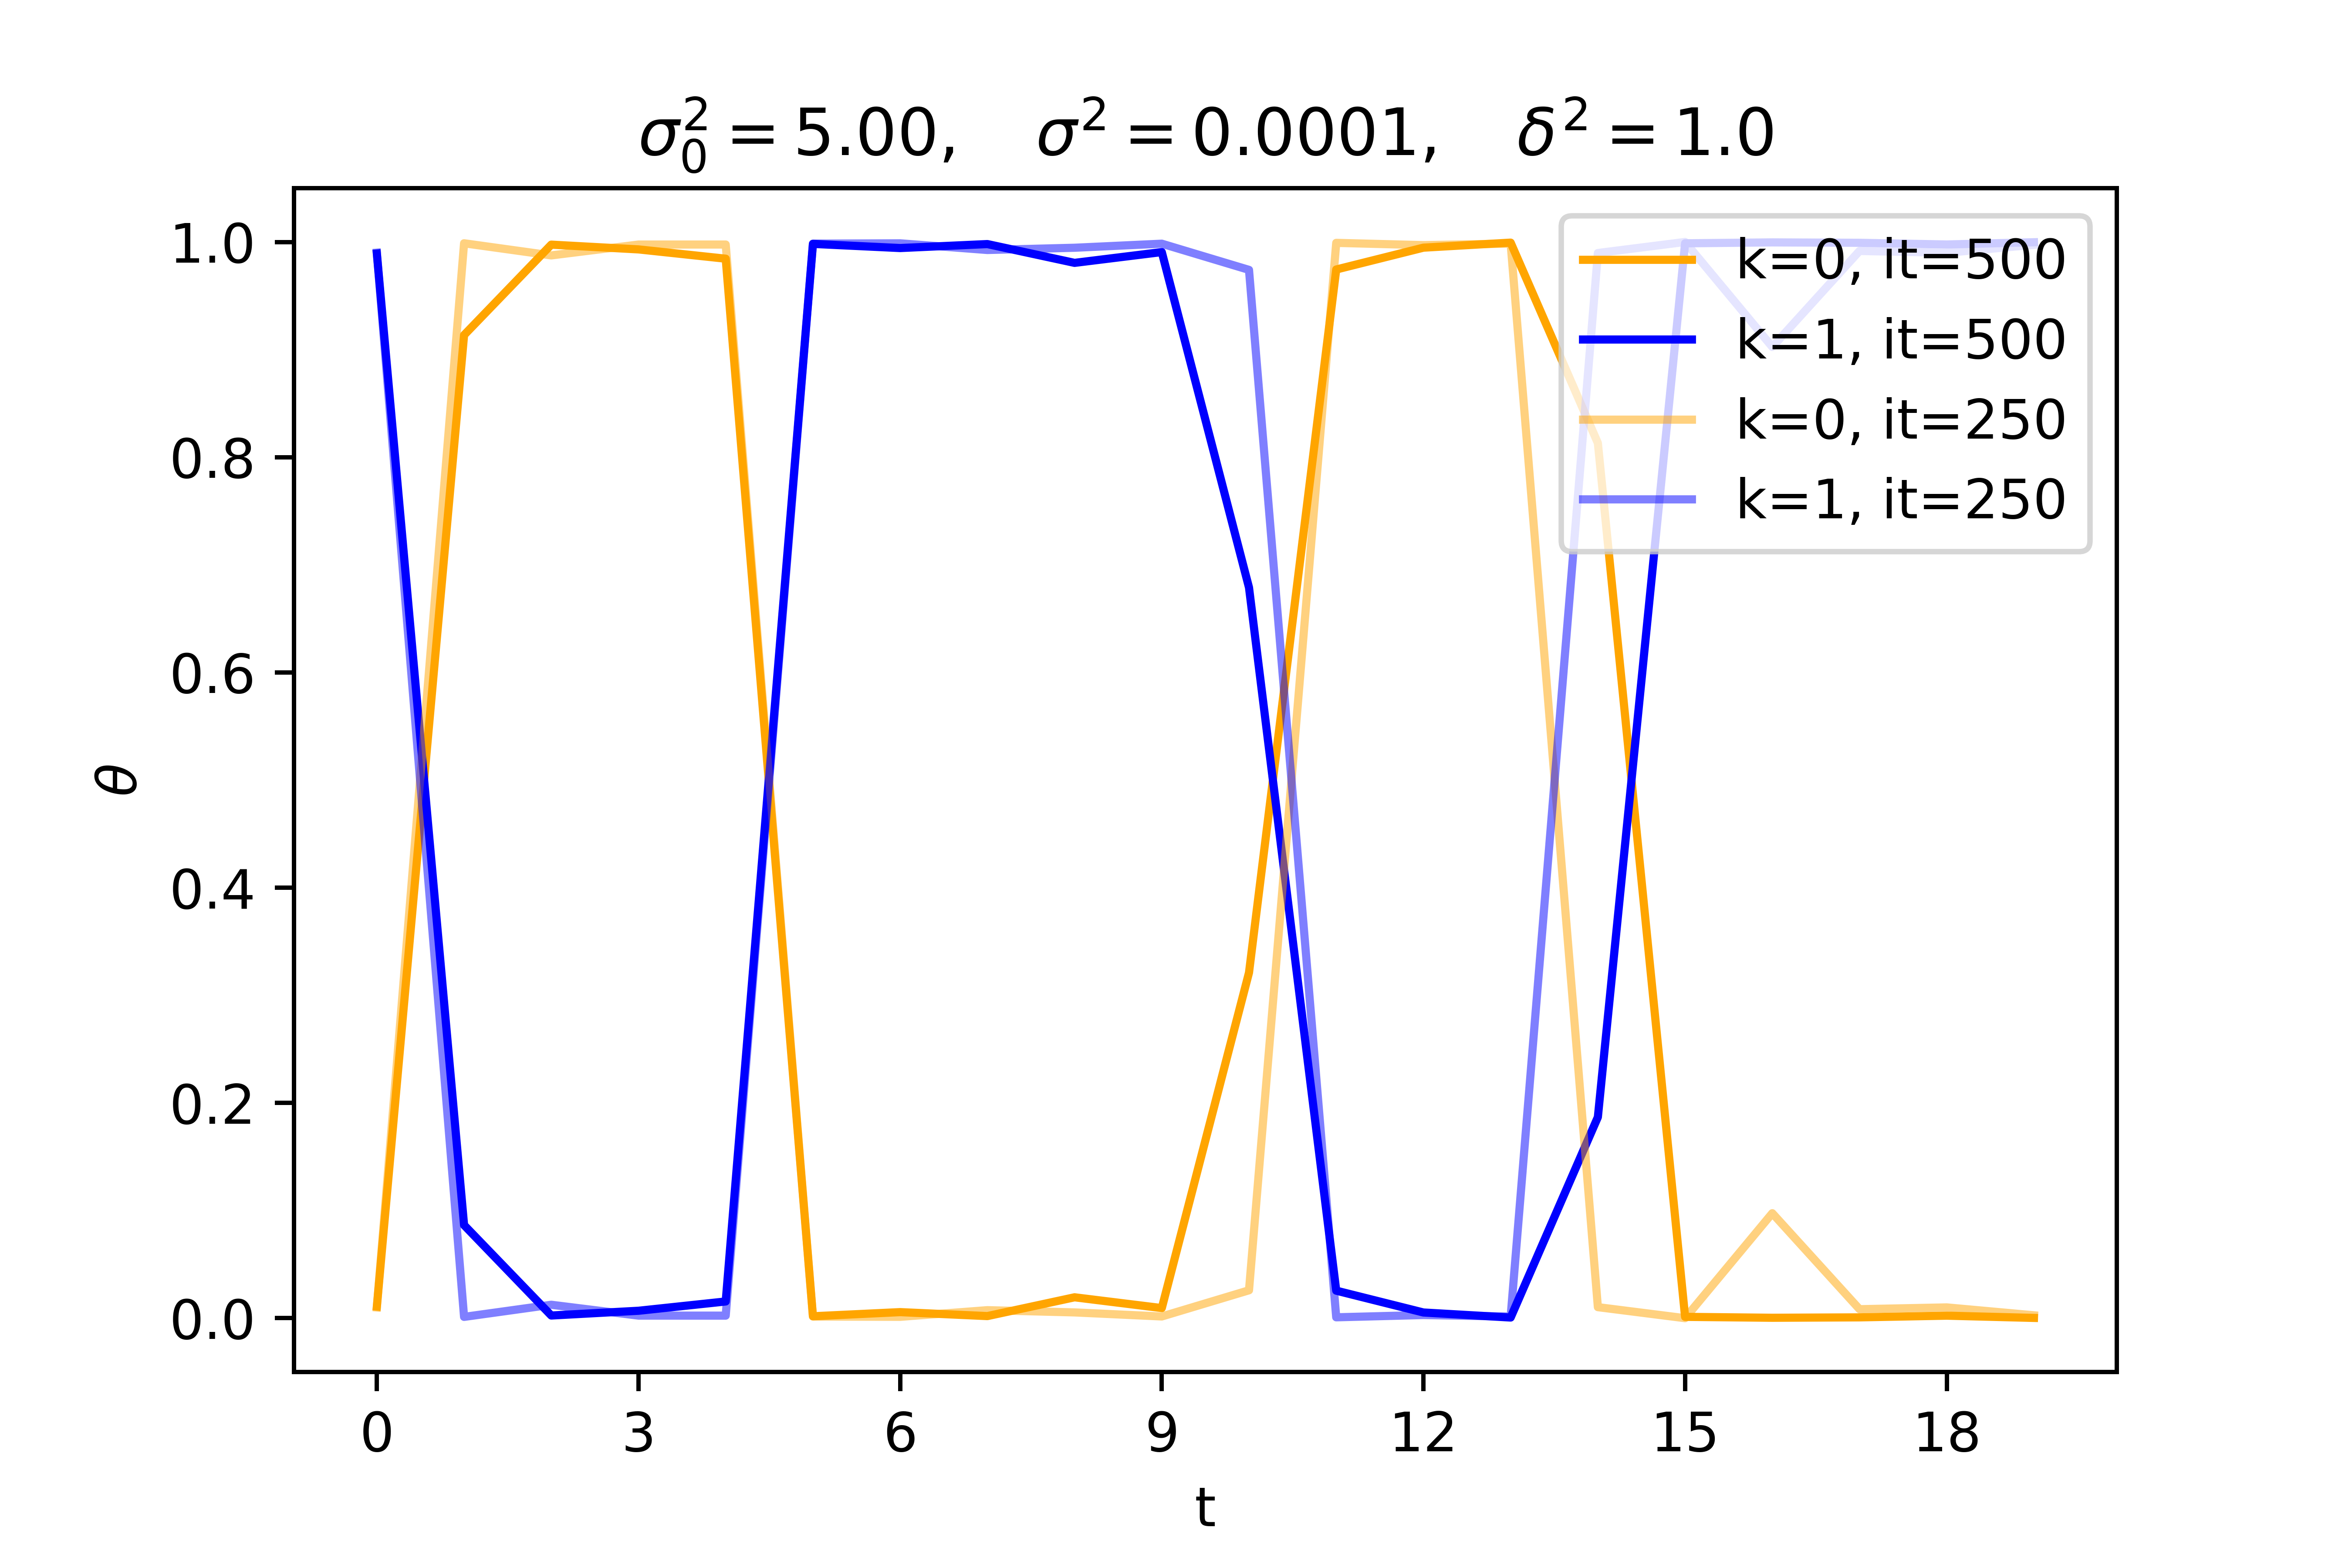 σ₀² = 5.00, σ² = 0.0001, δ² = 1.0
k=0, it=500
k=1, it=500
k=0, it=250
k=1, it=250
1.0
0.8
0.6
0.4
0.2
0.0
θ
0 3 6 9 12 15 18
t